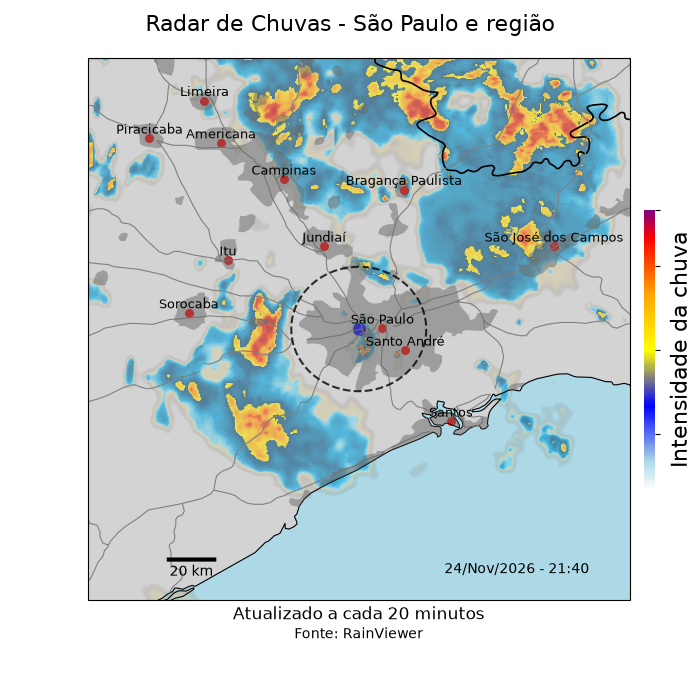 Radar de Chuvas - São Paulo e região
Limeira
Piracicaba
Americana
Campinas
Bragança Paulista
São José dos Campos
Jundiaí
Itu
Sorocaba
São Paulo
Santo André
Santos
Intensidade da chuva
20 km
24/Nov/2026 - 21:40
Atualizado a cada 20 minutos
Fonte: RainViewer